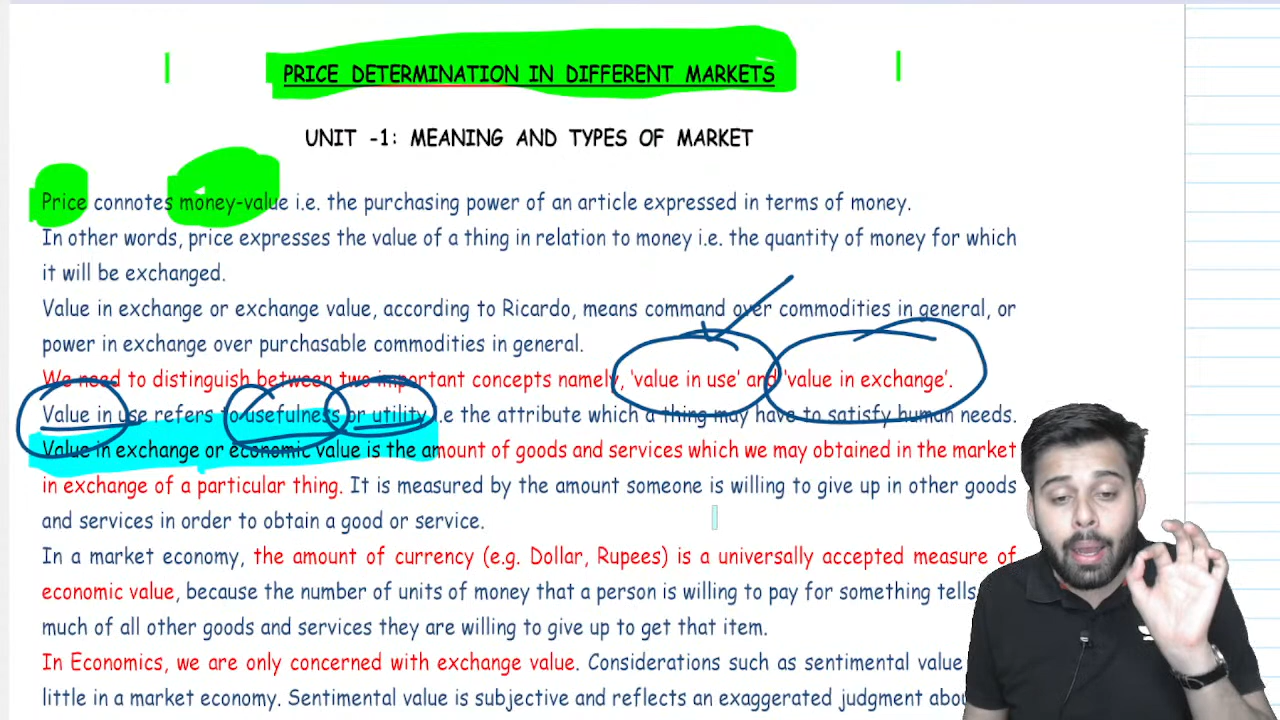 PRICE DETERMINATION IN DIFFERENT MARKETS
UNIT -1: MEANING AND TYPES OF MARKET
Price connotes money-value i.e. the purchasing power of an article expressed in terms of money.
In other words, price expresses the value of a thing in relation to money i.e. the quantity of money for which
it will be exchanged.
Value in exchange or exchange value, according to Ricardo, means command over commodities in general, or
power in exchange over purchasable commodities in general.
We need to distinguish between two important concepts namely, 'value in use' and 'value in exchange'.
Value in use refers to usefulness or utility i.e the attribute which a thing may have to satisfy human needs.
Value in exchange or economic value is the amount of goods and services which we may obtained in the market
in exchange of a particular thing. It is measured by the amount someone is willing to give up in other goods
and services in order to obtain a good or service.
In a market economy, the amount of currency (e.g. Dollar, Rupees) is a universally accepted measure of
economic value, because the number of units of money that a person is willing to pay for something tells
much of all other goods and services they are willing to give up to get that item.
In Economics, we are only concerned with exchange value. Considerations such as sentimental value
little in a market economy. Sentimental value is subjective and reflects an exaggerated judgment